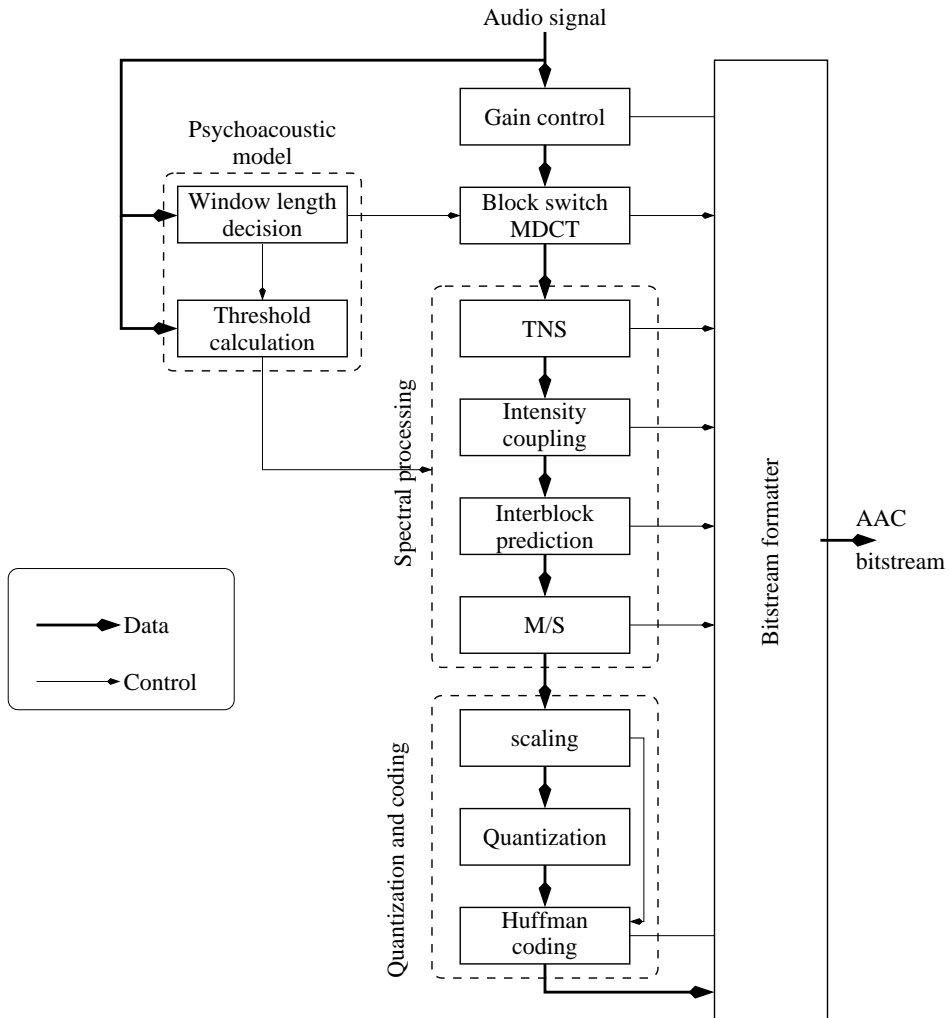 Audio signal
Gain control
Psychoacoustic
model
Window length
decision
Block switch
MDCT
Threshold
calculation
TNS
Intensity
coupling
Interblock
prediction
M/S
Spectral processing
scaling
Quantization
Huffman
coding
Quantization and coding
Bitstream formatter
AAC
bitstream
Data
Control